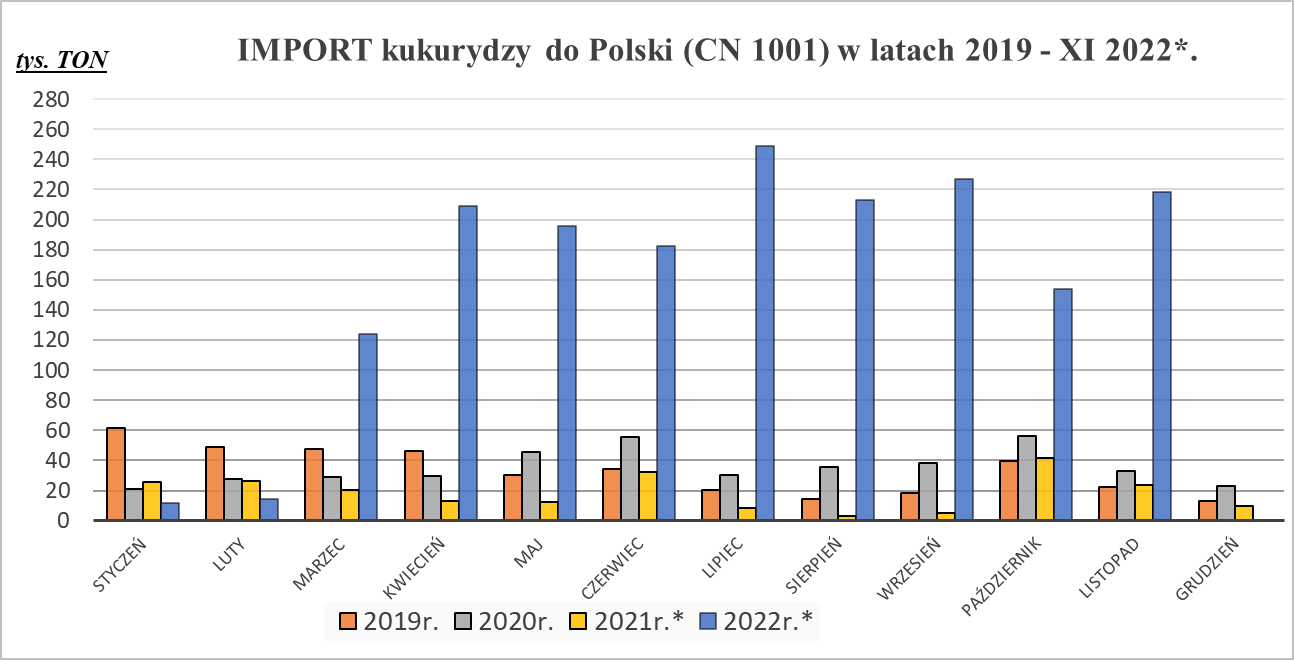 IMPORT kukurydzy do Polski (CN 1001) w latach 2019 - XI 2022*.
tys. TON
280
260
240
220
200
180
160
140
120
100
80
60
40
20
0
STYCZEŃ
LUTY
MARZEC
KWIECIEŃ
MAJ
CZERWIEC
LIPIEC
SIERPIEŃ
WRZESIEŃ
PAŹDZIERNIK
LISTOPAD
GRUDZIEŃ
2019r. 2020r. 2021r.* 2022r.*